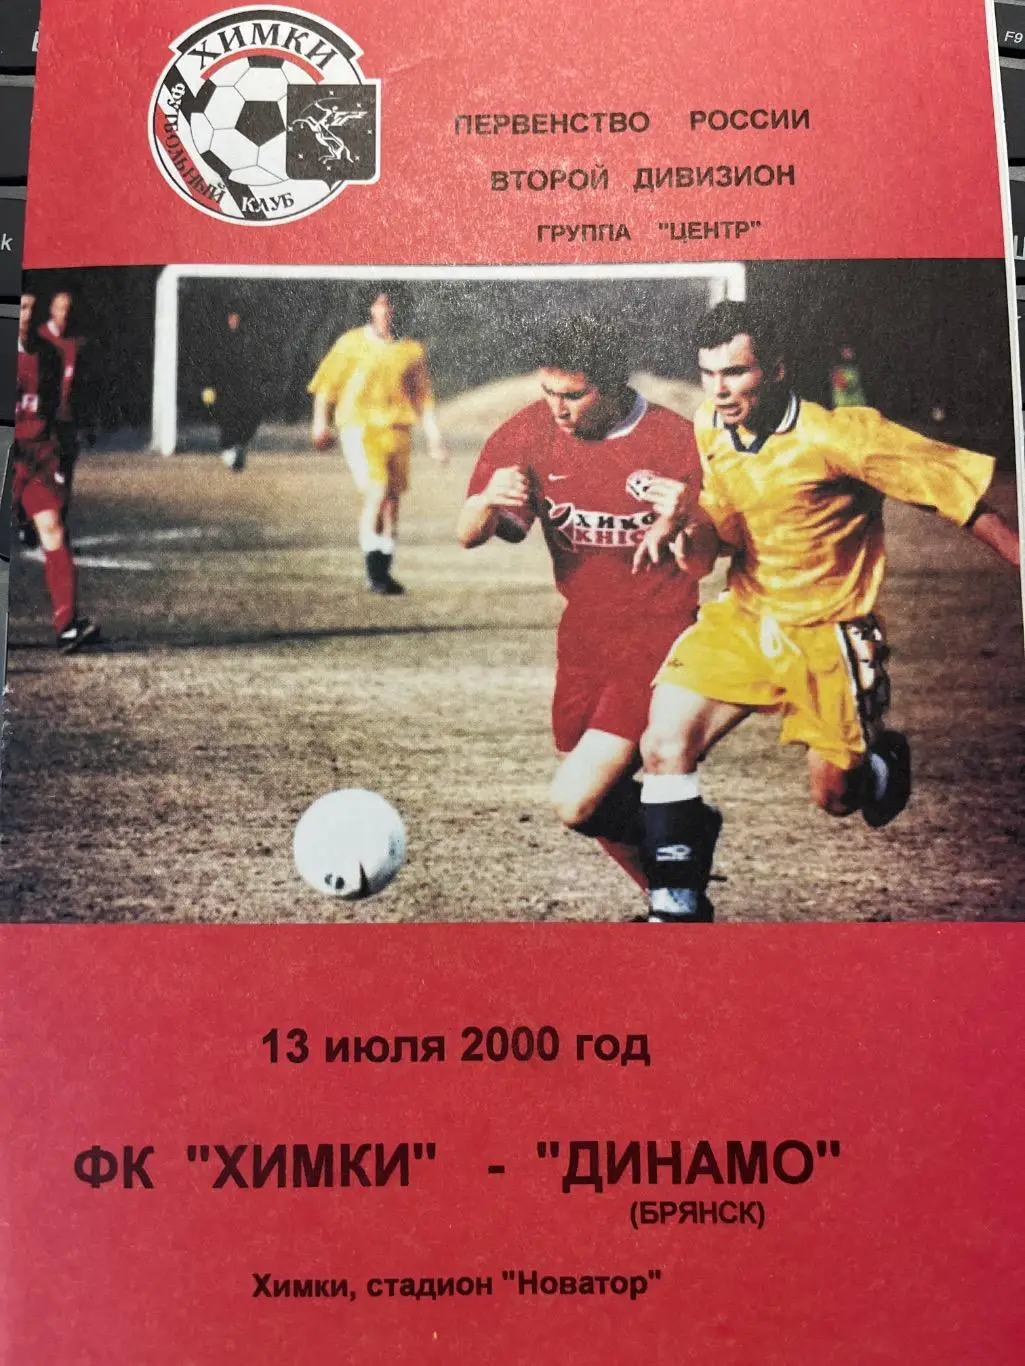 ХИМКИ
ФУТБОЛЬНЫЙ КЛУБ
ПЕРВЕНСТВО РОССИИ
ВТОРОЙ ДИВИЗИОН
ГРУППА "ЦЕНТР"
F9
k
13 июля 2000 год
ФК "ХИМКИ" - "ДИНАМО"
(БРЯНСК)
Химки, стадион "Новатор"